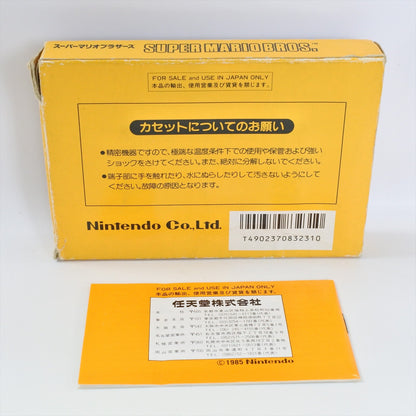 スーパーマリオブラザーズ SUPER MARIO BROS.™
FOR SALE and USE IN JAPAN ONLY
本品の輸出、使用営業及び賃貸を禁じます。
カセットについてのお願い
●精密機器ですので、極端な温度条件下での使用や保管および強い
ショックをさけてください。また、絶対に分解しないでください。
●端子部に手を触れたり、水にぬらしたりして汚さないようにして
ください。故障の原因となります。
Nintendo Co.,Ltd.
T4902370832310
FOR SALE and USE IN JAPAN ONLY
本品の輸出、使用営業及び賃貸を禁じます。
任天堂株式会社
©1985 Nintendo